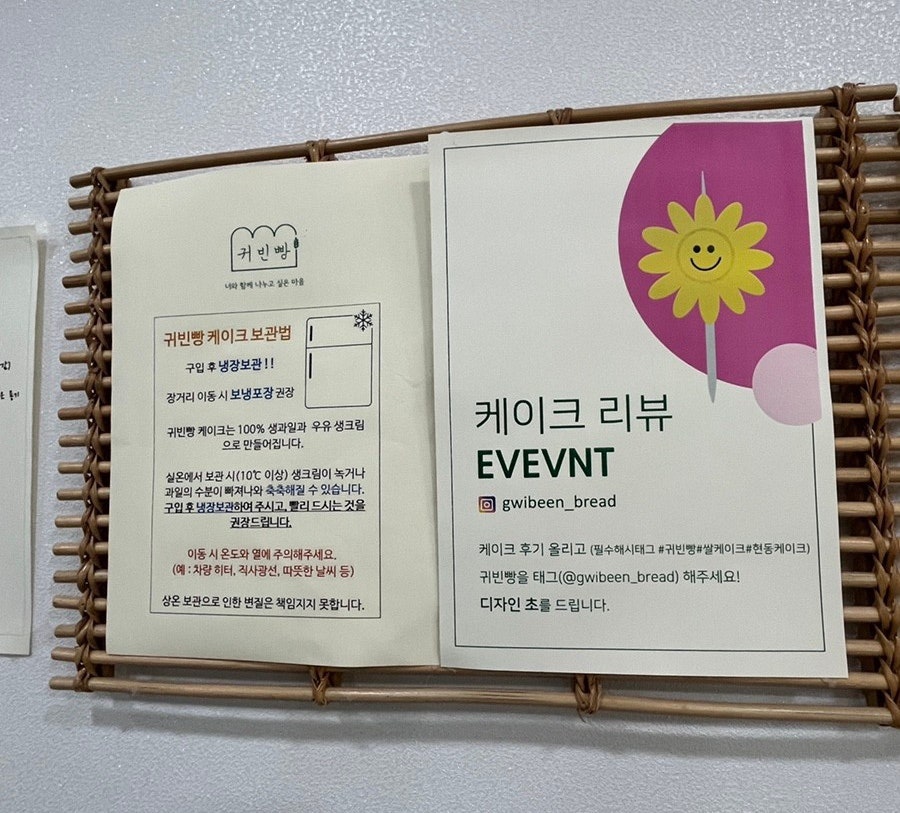 귀빈빵
너와 함께 나누고 싶은 마음
귀빈빵 케이크 보관법
구입 후 냉장보관 ! !
장거리 이동 시 보냉포장 권장
귀빈빵 케이크는 100% 생과일과 우유 생크림
으로 만들어집니다.
실온에서 보관 시(10℃ 이상) 생크림이 녹거나
과일의 수분이 빠져나와 축축해질 수 있습니다.
구입 후 냉장보관하여 주시고, 빨리 드시는 것을
권장드립니다.
이동 시 온도와 열에 주의해주세요.
(예 : 차량 히터, 직사광선, 따뜻한 날씨 등)
상온 보관으로 인한 변질은 책임지지 못합니다.
케이크 리뷰
EVEVNT
gwibeen_bread
케이크 후기 올리고 (필수해시태그 #귀빈빵#쌀케이크#현동케이크)
귀빈빵을 태그(@gwibeen_bread) 해주세요!
디자인 초를 드립니다.